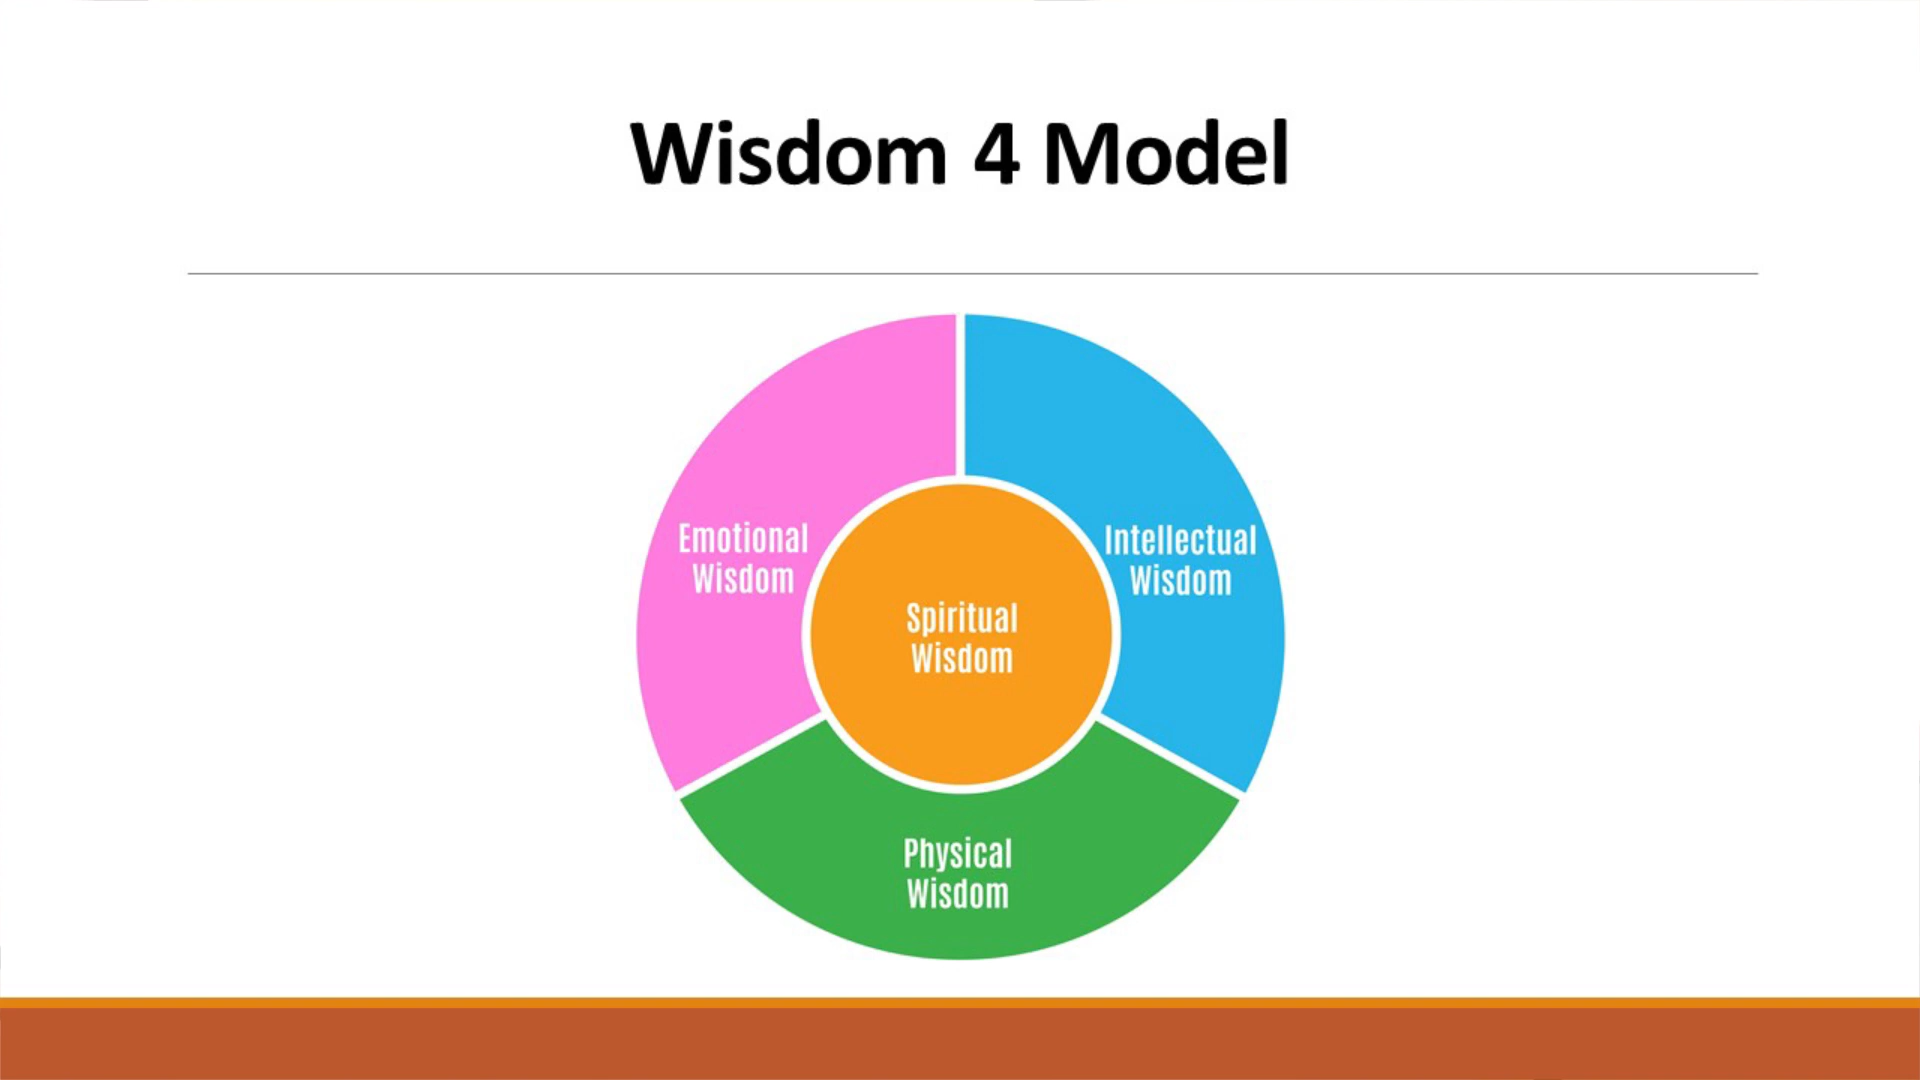 Wisdom 4 Model
Emotional
Wisdom
Intellectual
Wisdom
Spiritual
Wisdom
Physical
Wisdom